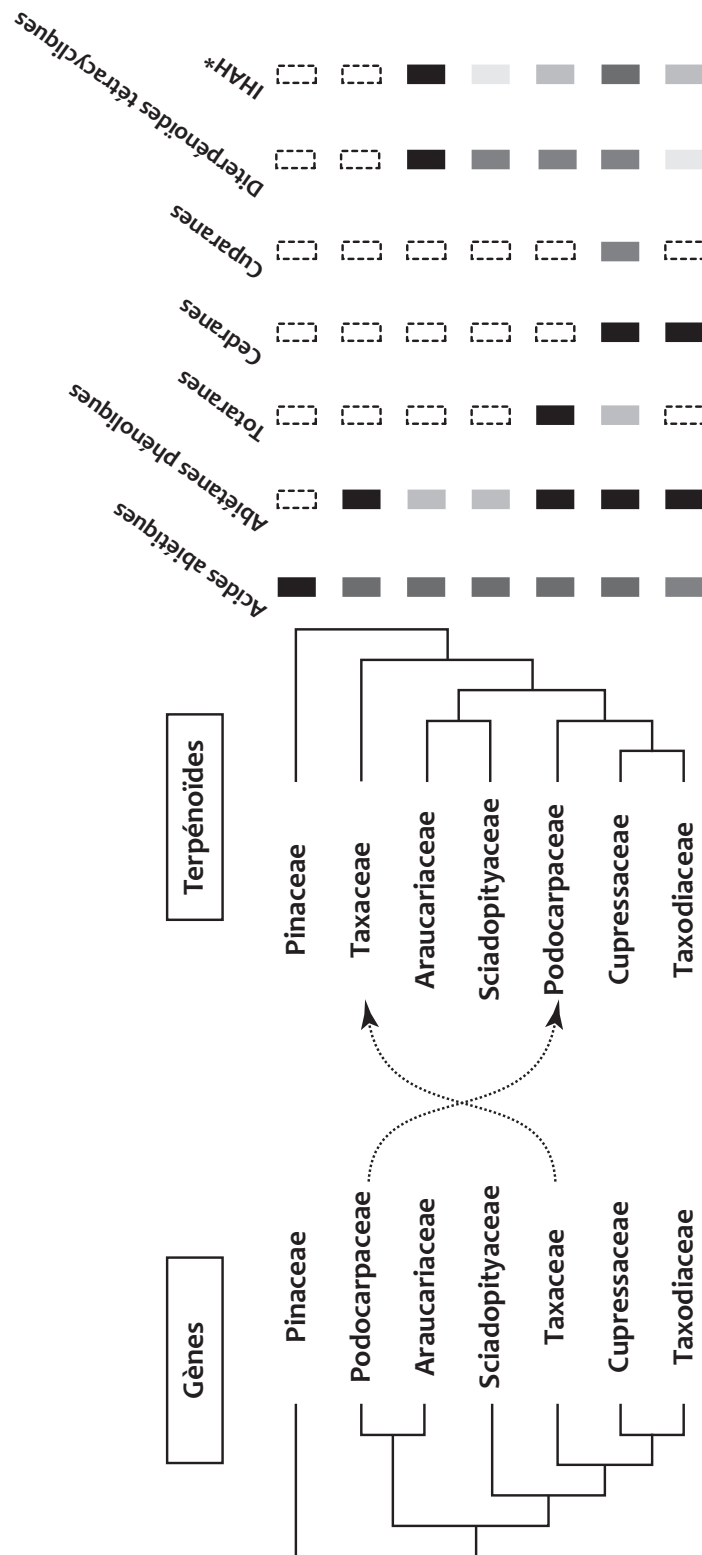 Gènes
Pinaceae
Podocarpaceae
Araucariaceae
Sciadopityaceae
Taxaceae
Cupressaceae
Taxodiaceae
Terpénoïdes
Pinaceae
Taxaceae
Araucariaceae
Sciadopityaceae
Podocarpaceae
Cupressaceae
Taxodiaceae
Acides abiétiques
Abiétanes phénoliques
Totaranes
Cedranes
Cuparanes
Diterpénoïdes tétracycliques
IHAH*